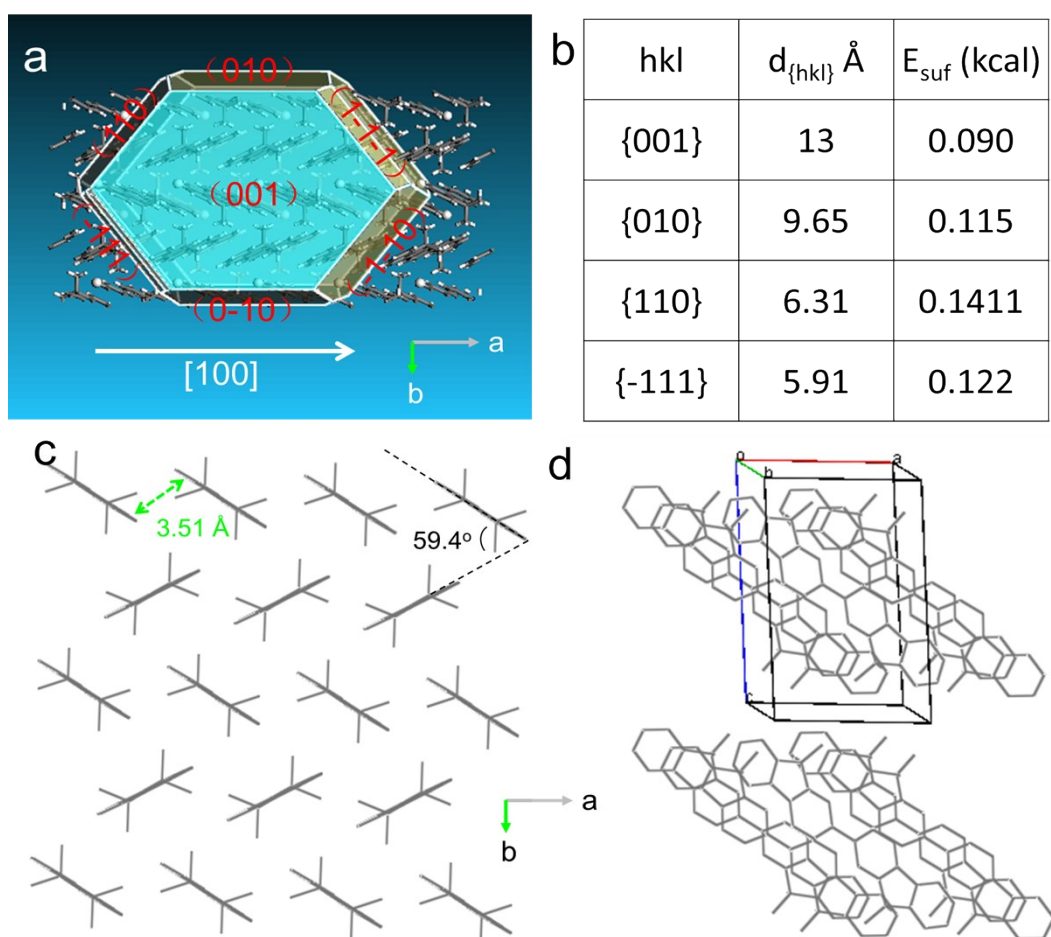 a
(010)
(110)
(1-1-1)
(001)
(-111)
(-1-10)
(0-10)
[100]
a
b
b
hkl d{hkl} Å Esuf (kcal)
{001} 13 0.090
{010} 9.65 0.115
{110} 6.31 0.1411
{-111} 5.91 0.122
c
3.51 Å
59.4o (
a
b
d
o
a
b
c